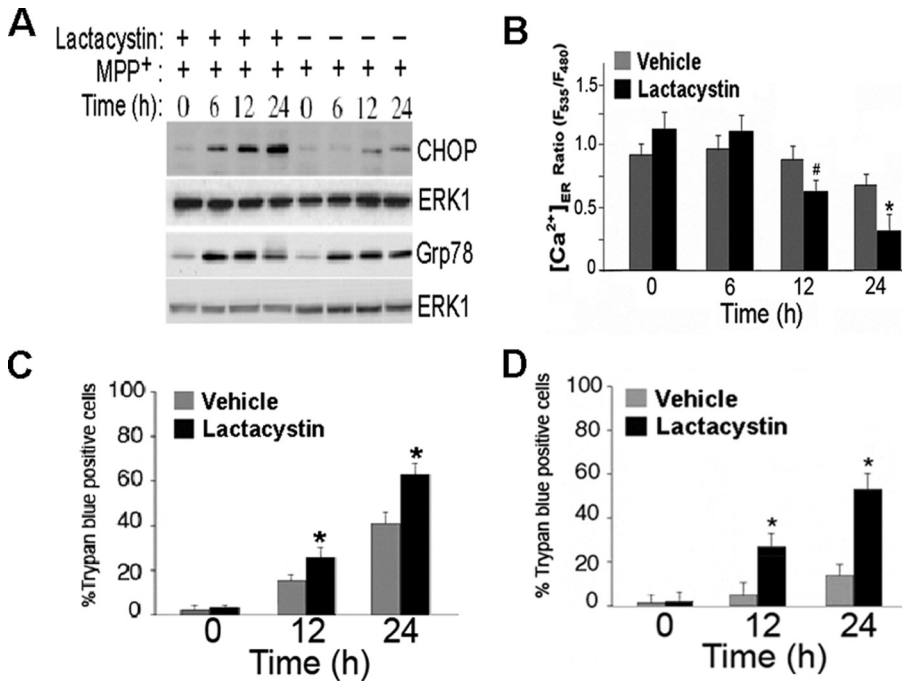 A
Lactacystin: + + + + − − − −
MPP+ : + + + + + + + +
Time (h): 0 6 12 24 0 6 12 24
CHOP
ERK1
Grp78
ERK1
B
Vehicle
Lactacystin
[Ca2+]ER Ratio (F535/F480)
1.5
1.0
0.5
0
#
*
0 6 12 24
Time (h)
C
Vehicle
Lactacystin
%Trypan blue positive cells
100
80
60
40
20
0
*
*
0 12 24
Time (h)
D
Vehicle
Lactacystin
% Trypan blue positive cells
100
80
60
40
20
0
*
*
0 12 24
Time (h)